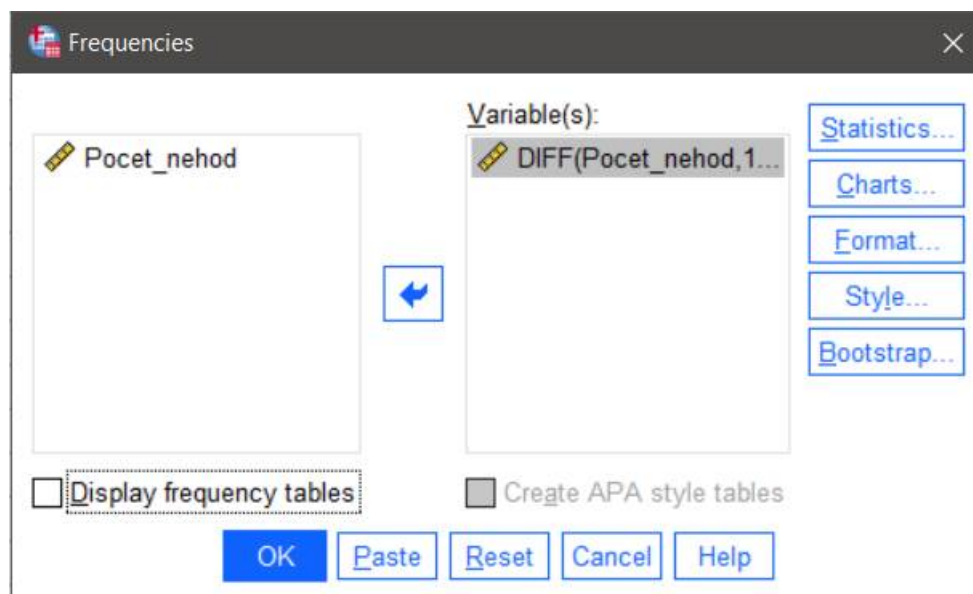 Frequencies
Variable(s):
Pocet_nehod
DIFF(Pocet_nehod,1...
Statistics...
Charts...
Format...
Style...
Bootstrap...
Display frequency tables
Create APA style tables
OK Paste Reset Cancel Help